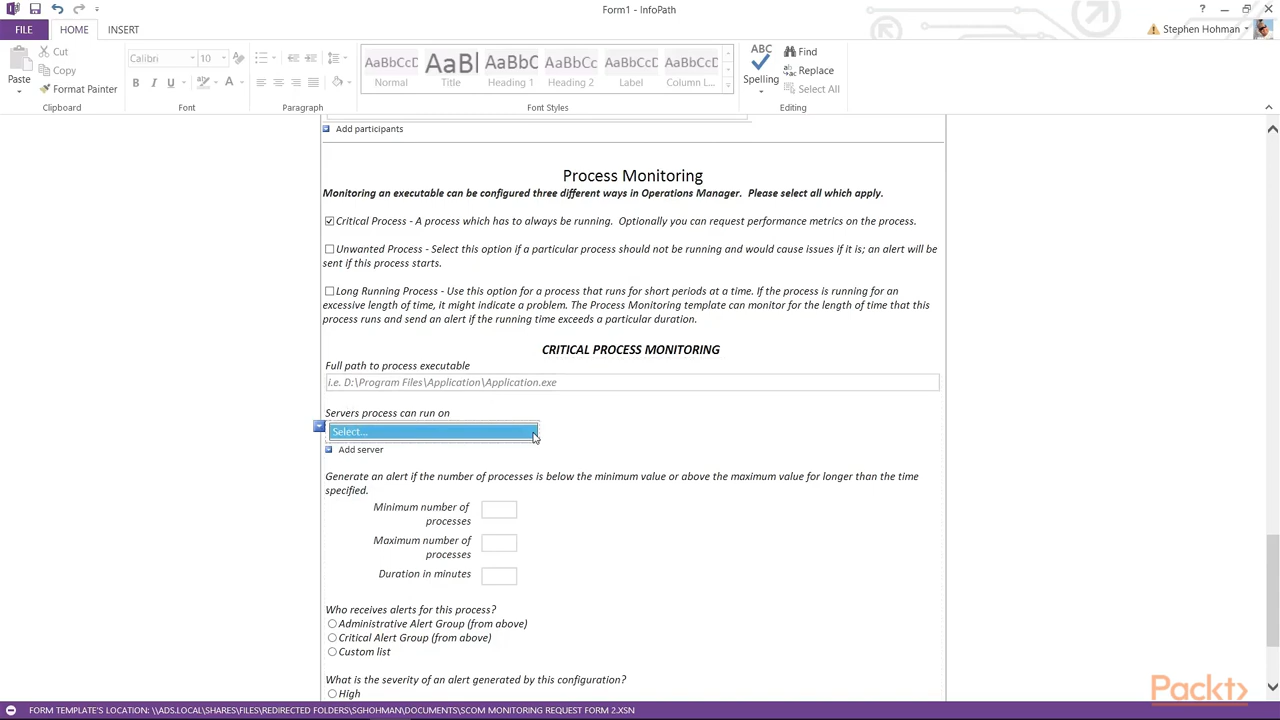 Form1 - InfoPath
?
FILE
HOME
INSERT
Stephen Hohman
Paste
Cut
Copy
Format Painter
Clipboard
Calibri
10
B I U
A
Font
Paragraph
AaBbCcD
AaB
AaBbC
AaBbCc
AaBbCcD
AaBbCcD
Normal
Title
Heading 1
Heading 2
Label
Column L...
Font Styles
ABC
Spelling
Find
Replace
Select All
Editing
Add participants
Process Monitoring
Monitoring an executable can be configured three different ways in Operations Manager. Please select all which apply.
Critical Process - A process which has to always be running. Optionally you can request performance metrics on the process.
Unwanted Process - Select this option if a particular process should not be running and would cause issues if it is; an alert will be
sent if this process starts.
Long Running Process - Use this option for a process that runs for short periods at a time. If the process is running for an
excessive length of time, it might indicate a problem. The Process Monitoring template can monitor for the length of time that this
process runs and send an alert if the running time exceeds a particular duration.
CRITICAL PROCESS MONITORING
Full path to process executable
i.e. D:\Program Files\Application\Application.exe
Servers process can run on
Select...
Add server
Generate an alert if the number of processes is below the minimum value or above the maximum value for longer than the time
specified.
Minimum number of
processes
Maximum number of
processes
Duration in minutes
Who receives alerts for this process?
Administrative Alert Group (from above)
Critical Alert Group (from above)
Custom list
What is the severity of an alert generated by this configuration?
High
Packt>
FORM TEMPLATE'S LOCATION: \\ADS.LOCAL\SHARES\FILES\REDIRECTED FOLDERS\SGHOHMAN\DOCUMENTS\SCOM MONITORING REQUEST FORM 2.XSN